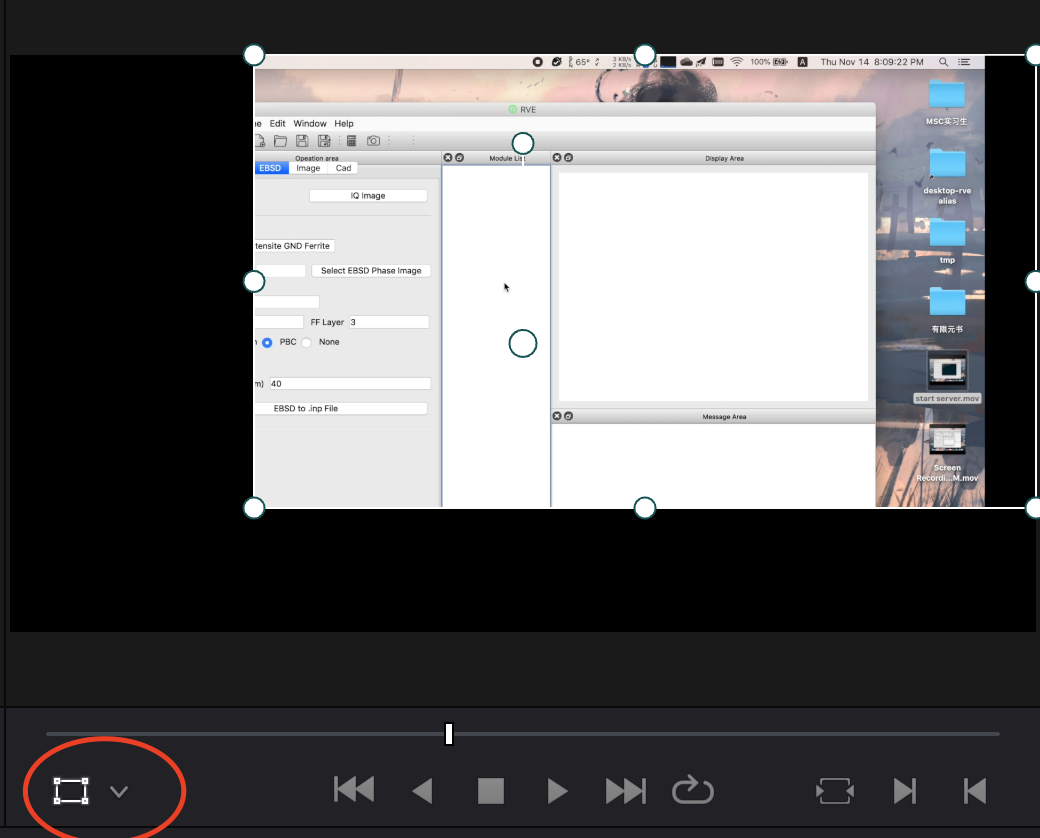 65°
3 KB/s
2 KB/s
100%
A
Thu Nov 14 8:09:22 PM
RVE
Edit Window Help
Opeation area
Module List
Display Area
EBSD Image Cad
IQ Image
tensite GND Ferrite
Select EBSD Phase Image
FF Layer 3
PBC None
m) 40
EBSD to .inp File
Message Area
MSC实习生
desktop-rve
alias
tmp
有限元书
start server.mov
Screen
Recordi...M.mov